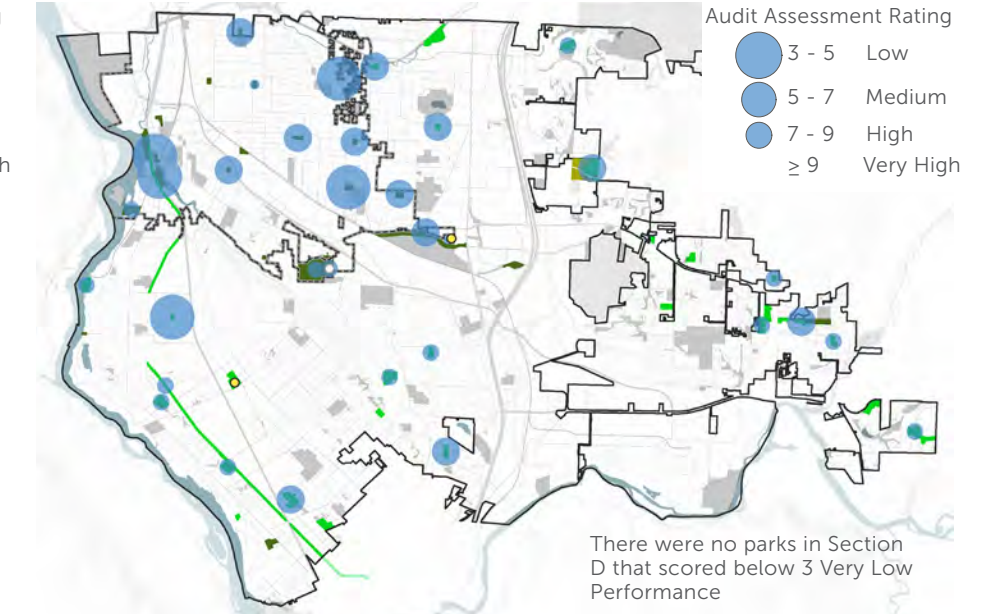 Audit Assessment Rating
3 - 5 Low
5 - 7 Medium
7 - 9 High
≥ 9 Very High
h
There were no parks in Section
D that scored below 3 Very Low
Performance